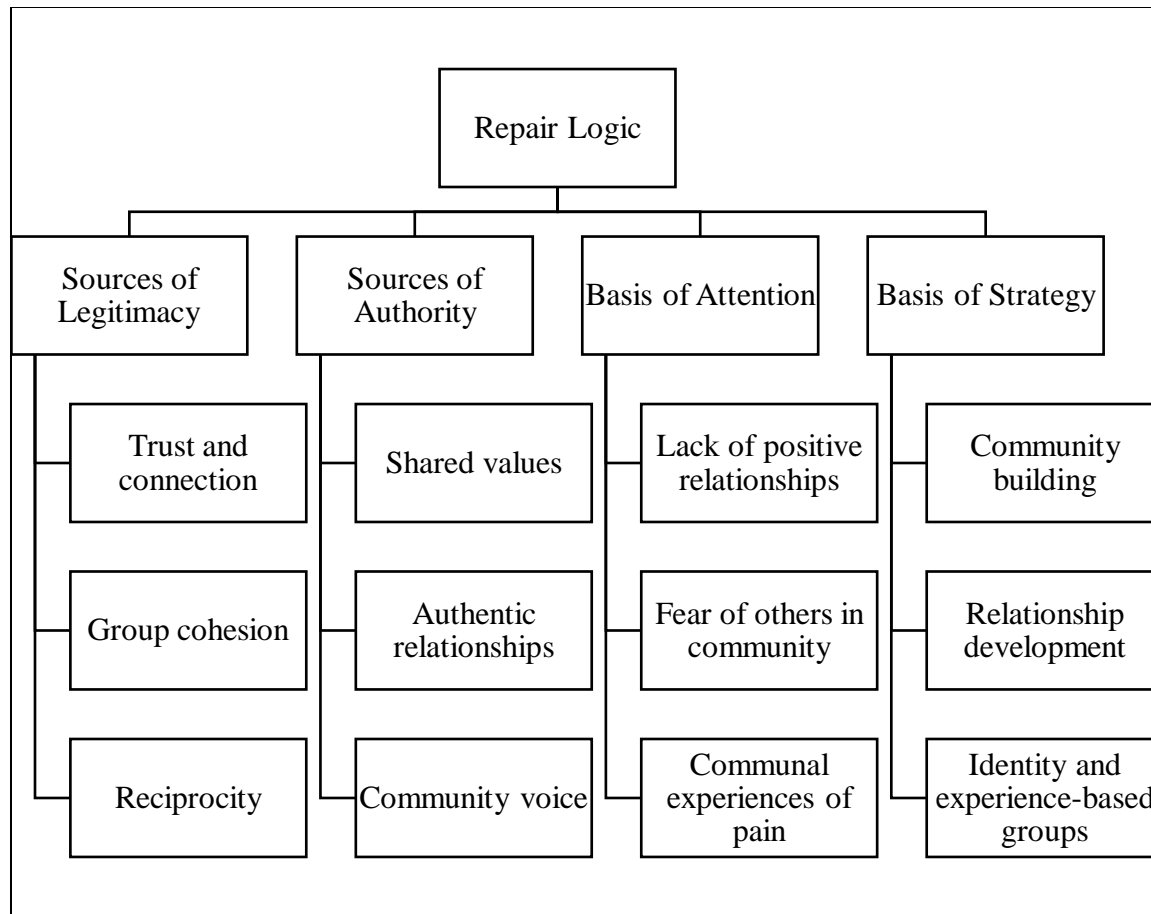 Repair Logic
Sources of
Legitimacy
Sources of
Authority
Basis of Attention
Basis of Strategy
Trust and
connection
Shared values
Lack of positive
relationships
Community
building
Group cohesion
Authentic
relationships
Fear of others in
community
Relationship
development
Reciprocity
Community voice
Communal
experiences of
pain
Identity and
experience-based
groups